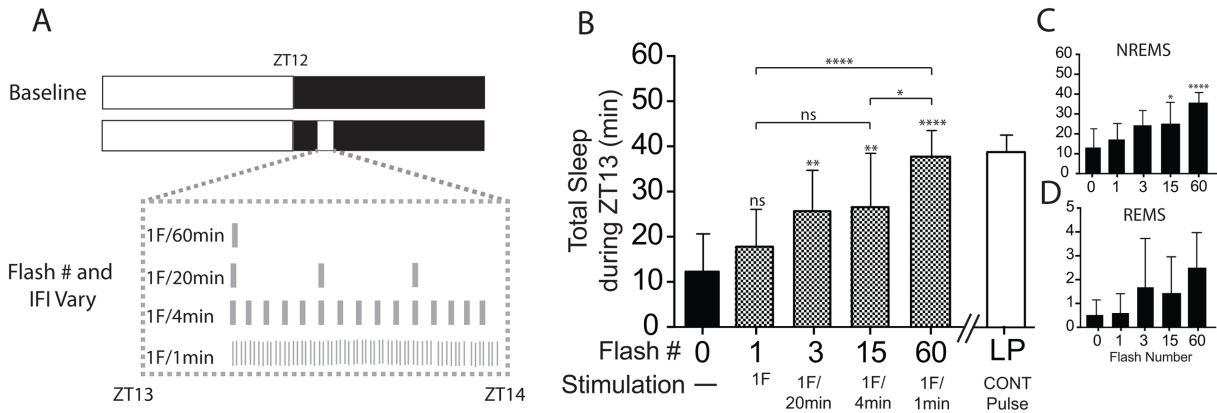 A
ZT12
Baseline
Flash # and
IFI Vary
1F/60min
1F/20min
1F/4min
1F/1min
ZT13
ZT14
B
Total Sleep
during ZT13 (min)
60
50
40
30
20
10
0
****
*
ns
****
**
**
ns
Flash # 0 1 3 15 60 LP
Stimulation — 1F 1F/ 1F/ 1F/ CONT
20min 4min 1min Pulse
C
NREMS
60
50
40
30
20
10
0
*
****
0 1 3 15 60
D
REMS
5
4
3
2
1
0
0 1 3 15 60
Flash Number